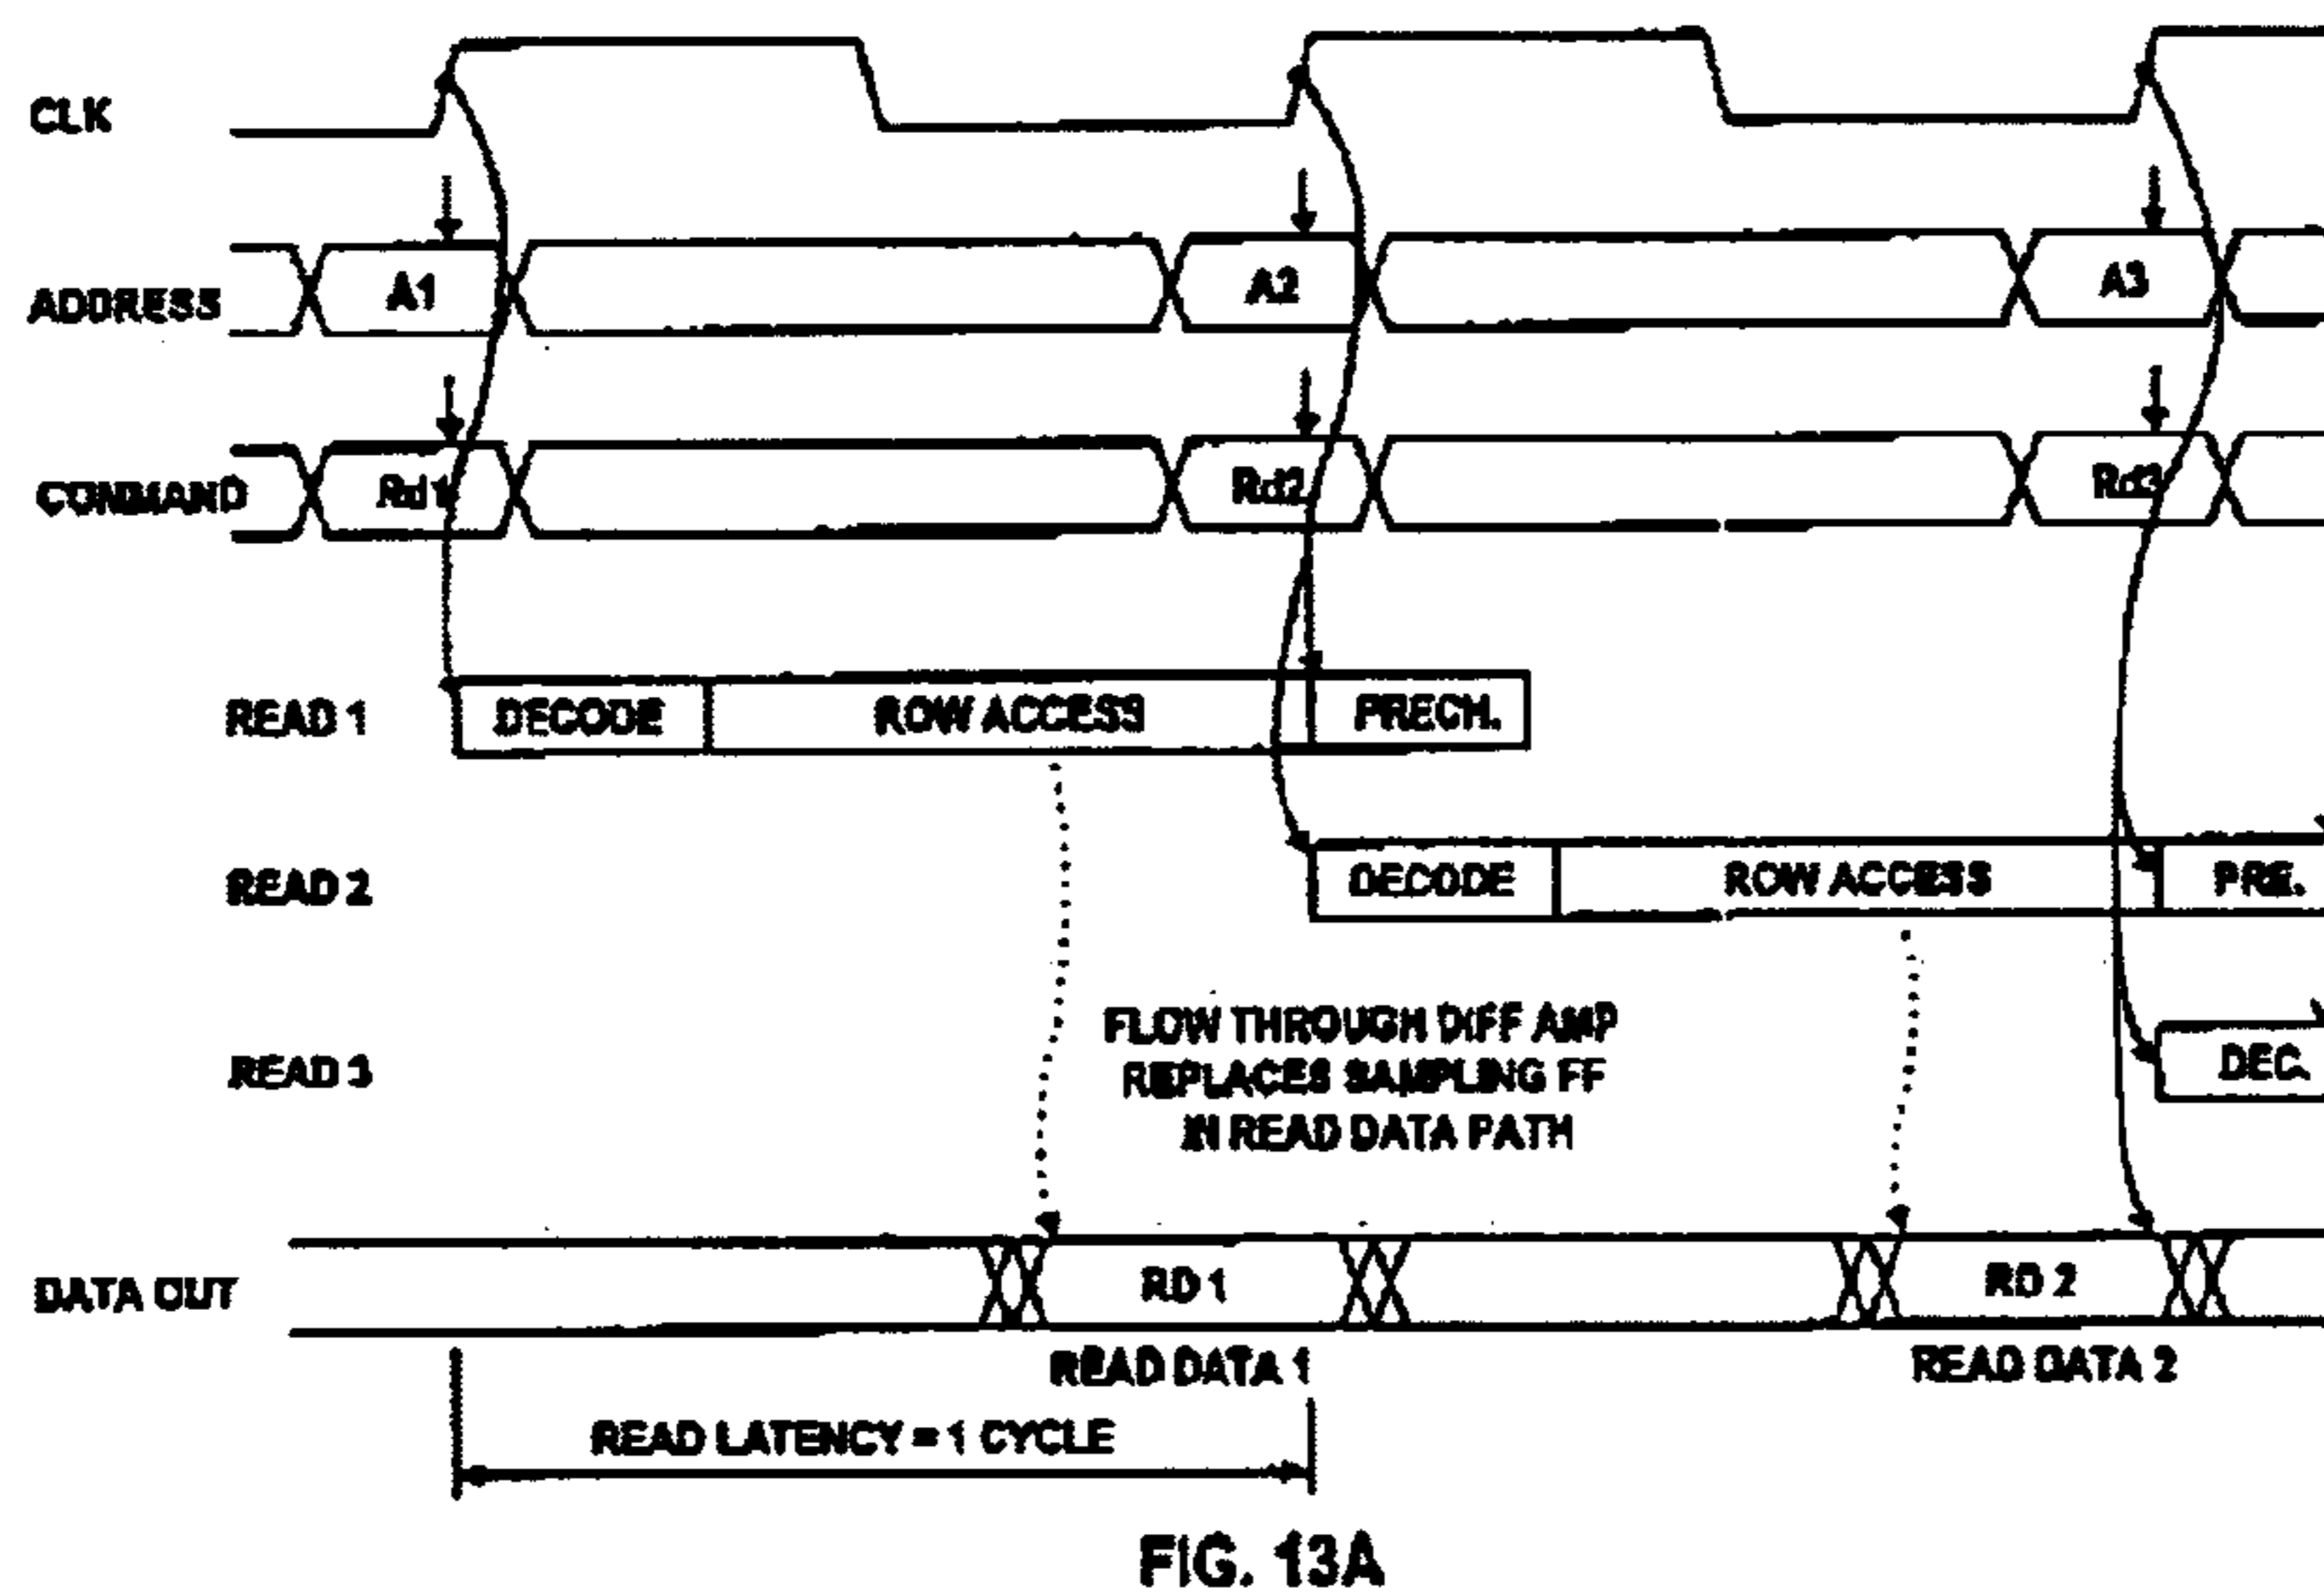 CLK
ADDRESS A1 A2 A3
COMMAND Rd1 Rd2 Rd3
READ 1 DECODE ROW ACCESS PRECH.
READ 2 DECODE ROW ACCESS PRE.
FLOW THROUGH DIFF AMP
REPLACES SAMPLING FF
IN READ DATA PATH
READ 3 DEC.
DATA OUT RD 1 RD 2
READ DATA 1 READ DATA 2
READ LATENCY = 1 CYCLE
FIG. 13A